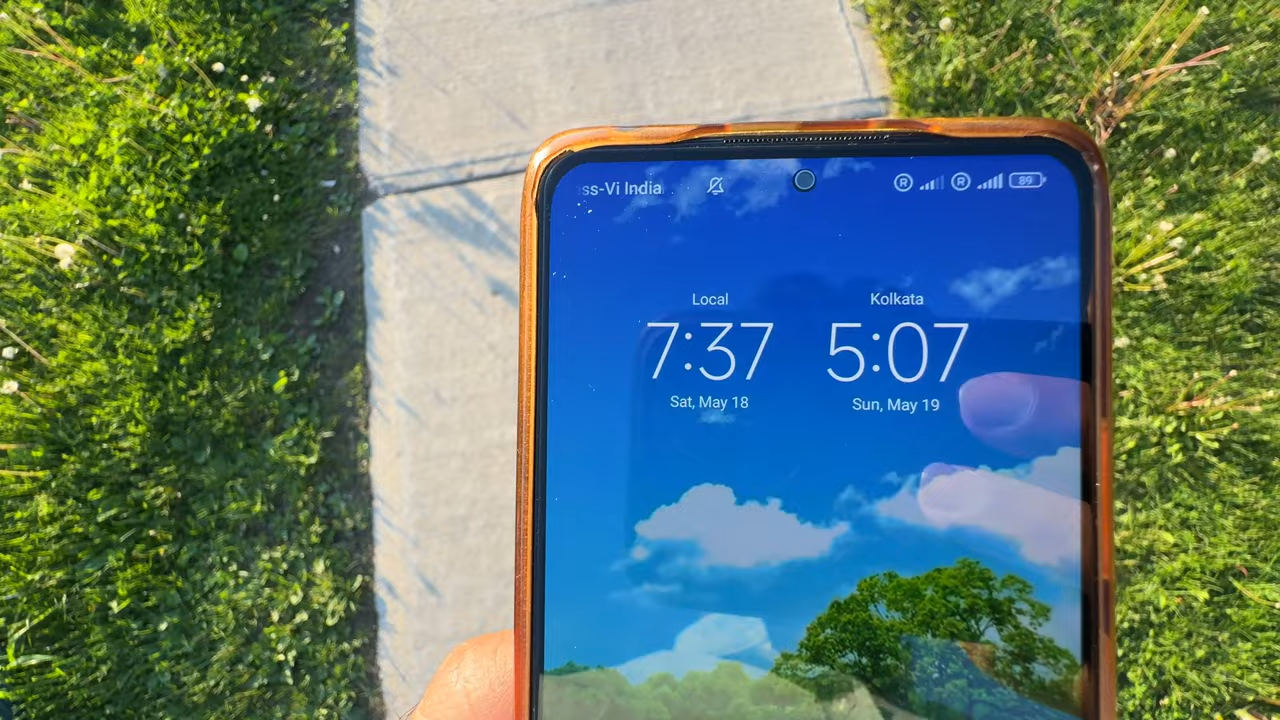 ss-Vi India R R 89
Local
7:37
Sat, May 18
Kolkata
5:07
Sun, May 19